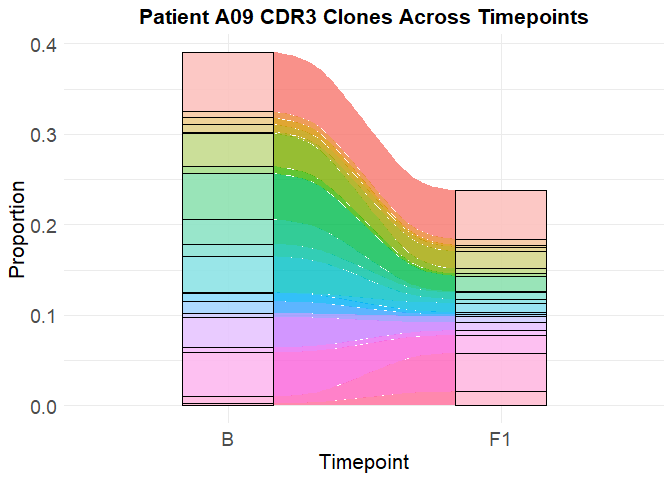 Patient A09 CDR3 Clones Across Timepoints
0.4
0.3
0.2
0.1
0.0
Proportion
B
F1
Timepoint